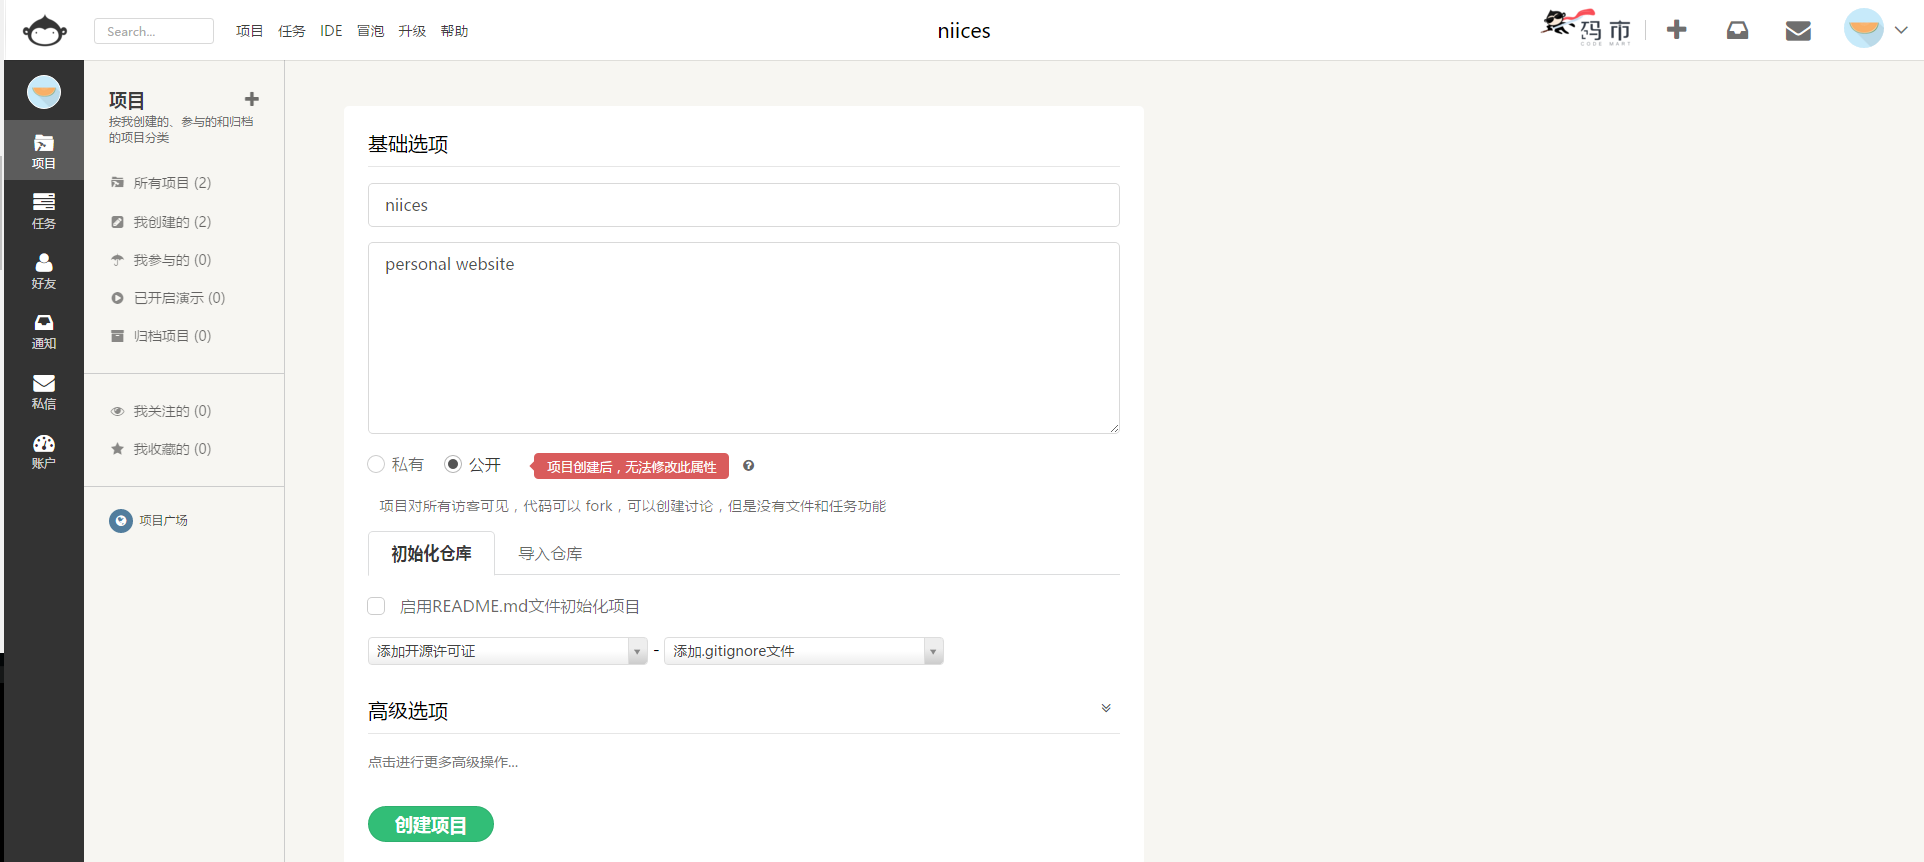 Search...
项目 任务 IDE 冒泡 升级 帮助
niices
码市
CODE MART
项目
任务
好友
通知
私信
账户
项目
按我创建的、参与的和归档
的项目分类
所有项目 (2)
我创建的 (2)
我参与的 (0)
已开启演示 (0)
归档项目 (0)
我关注的 (0)
我收藏的 (0)
项目广场
基础选项
niices
personal website
私有 公开 项目创建后，无法修改此属性
项目对所有访客可见，代码可以 fork，可以创建讨论，但是没有文件和任务功能
初始化仓库 导入仓库
启用README.md文件初始化项目
添加开源许可证 - 添加.gitignore文件
高级选项
点击进行更多高级操作...
创建项目